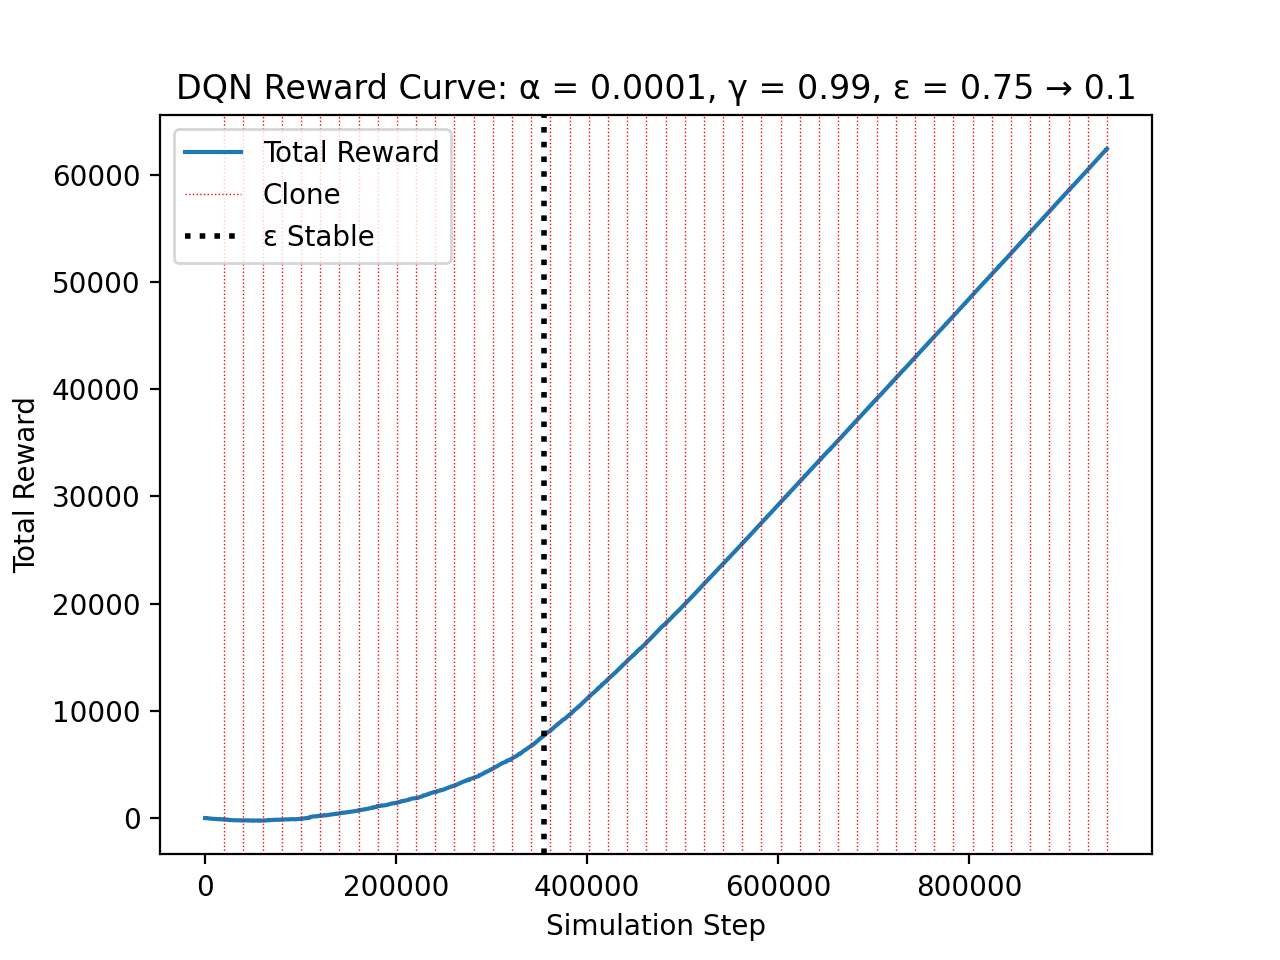 DQN Reward Curve: α = 0.0001, γ = 0.99, ε = 0.75 → 0.1
Total Reward
Clone
ε Stable
60000
50000
40000
30000
20000
10000
0
Total Reward
0 200000 400000 600000 800000
Simulation Step